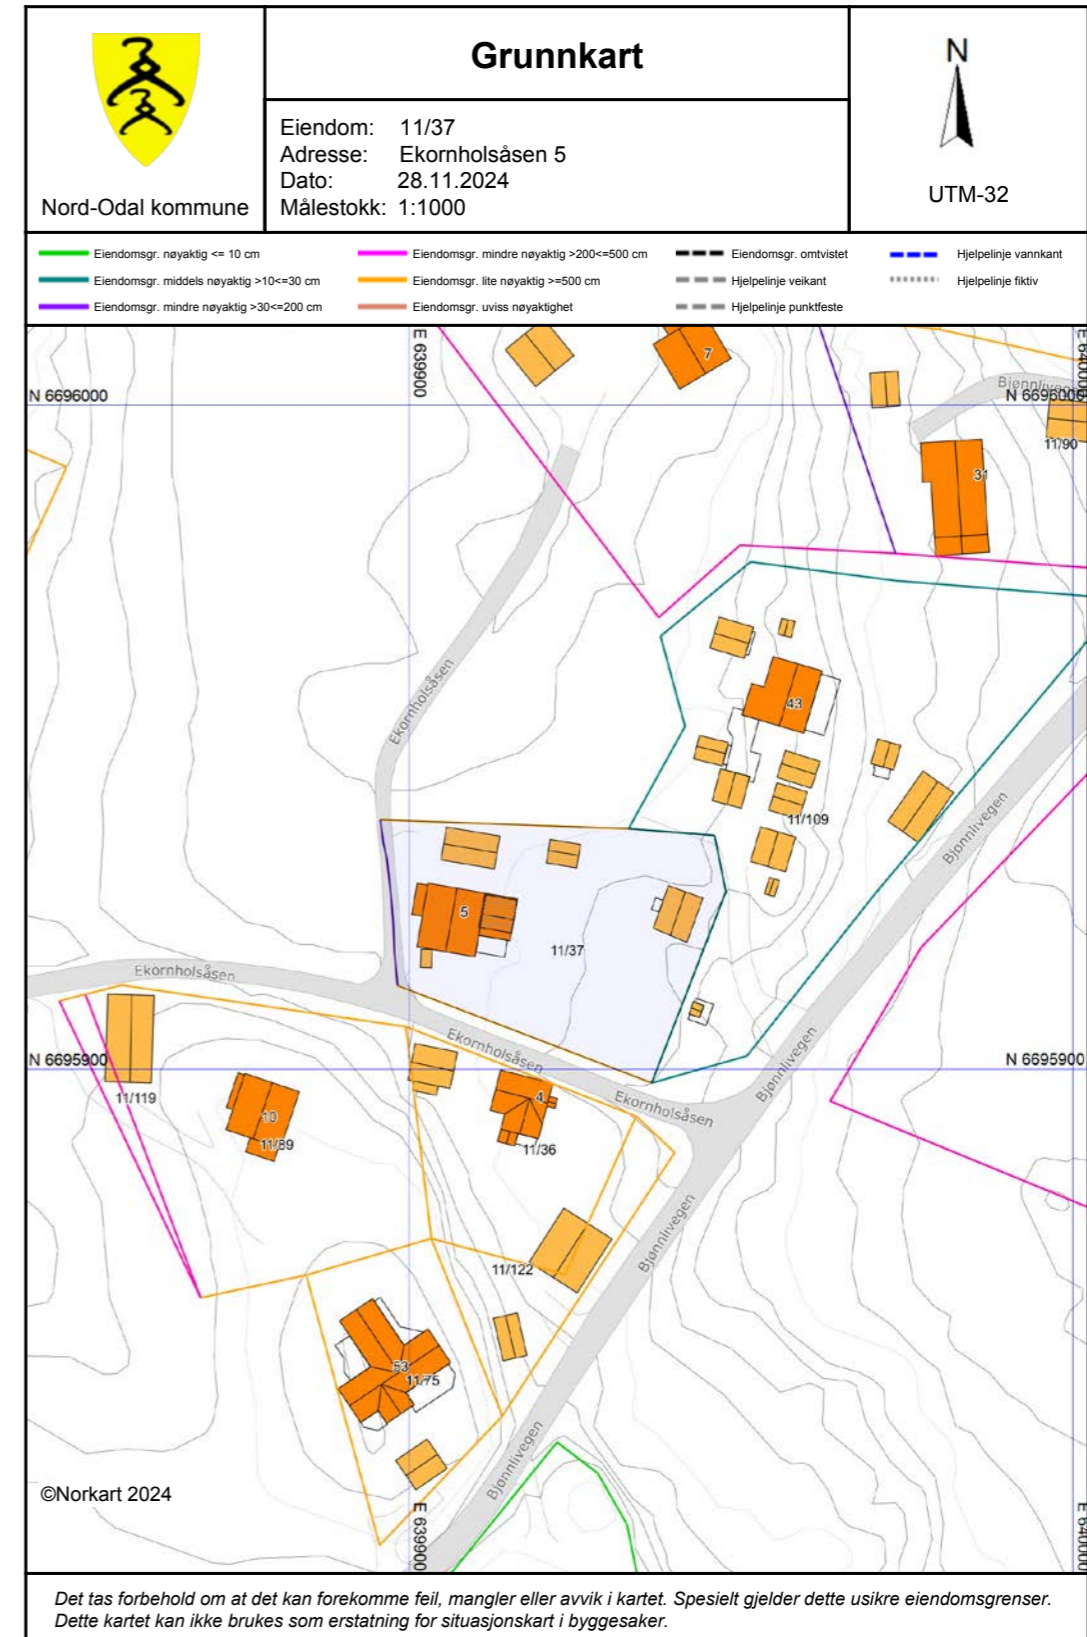 Grunnkart
Eiendom: 11/37
Adresse: Ekornholsåsen 5
Dato: 28.11.2024
Målestokk: 1:1000
Nord-Odal kommune
N
UTM-32
Eiendomsgr. nøyaktig <= 10 cm
Eiendomsgr. middels nøyaktig >10<=30 cm
Eiendomsgr. mindre nøyaktig >30<=200 cm
Eiendomsgr. mindre nøyaktig >200<=500 cm
Eiendomsgr. lite nøyaktig >=500 cm
Eiendomsgr. uviss nøyaktighet
Eiendomsgr. omtvistet
Hjelpelinje veikant
Hjelpelinje punktfeste
Hjelpelinje vannkant
Hjelpelinje fiktiv
E 639900
E 640000
7
N 6696000
Bjønnlivegen
N 6696000
11/90
31
Ekornholsåsen
43
11/109
Bjønnlivegen
5
11/37
Ekornholsåsen
Ekornholsåsen
N 6695900
N 6695900
Bjønnlivegen
11/119
4
Ekornholsåsen
10
11/89
11/36
Bjønnlivegen
11/122
53
11/75
Bjønnlivegen
©Norkart 2024
E 639900
E 640000
Det tas forbehold om at det kan forekomme feil, mangler eller avvik i kartet. Spesielt gjelder dette usikre eiendomsgrenser.
Dette kartet kan ikke brukes som erstatning for situasjonskart i byggesaker.